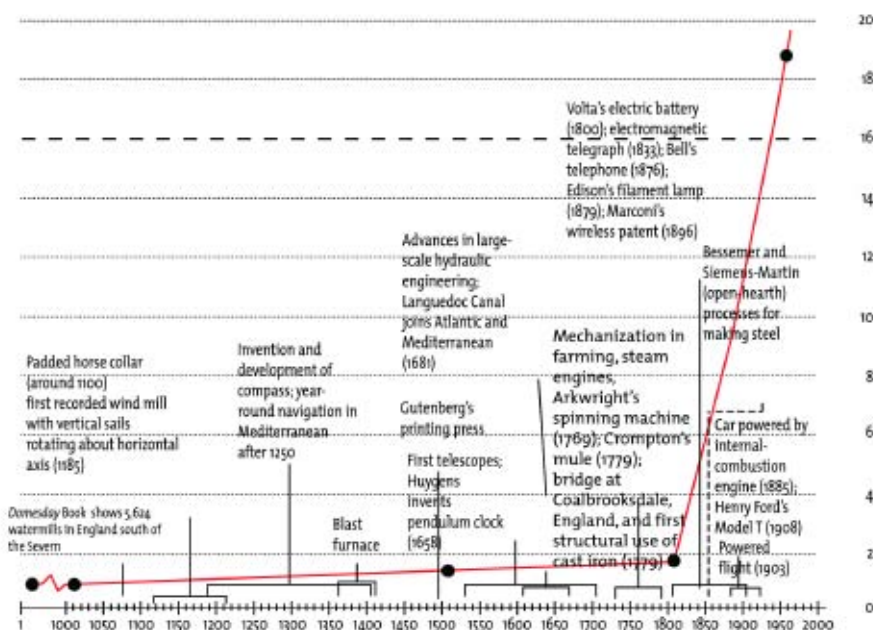 20
18
Volta's electric battery
(1800); electromagnetic
16
telegraph (1833); Bell's
telephone (1876);
Edison's filament lamp
14
(1879); Marconi's
wireless patent (1896)
Advances in large-
scale hydraulic
engineering;
Languedoc Canal
joins Atlantic and
Mediterranean
(1681)
12
Bessemer and
Siemens-Martin
(open-hearth)
processes for
making steel
10
Padded horse collar
(around 1100)
first recorded wind mill
with vertical sails
rotating about horizontal
axis (1185)
Invention and
development of
compass; year-
round navigation in
Mediterranean
after 1250
Mechanization in
farming, steam
engines,
Arkwright's
spinning machine
(1769); Crompton's
mule (1779);
bridge at
Coalbrooksdale,
England, and first
structural use of
cast iron (1779)
8
Gutenberg's
printing press
6
Car powered by
internal-
combustion
engine (1885);
Henry Ford's
Model T (1908)
Powered
flight (1903)
First telescopes;
Huygens
invents
pendulum clock
(1658)
4
Domesday Book shows 5,624
watermills in England south of
the Severn
Blast
furnace
2
0
1 1000 1050 1100 1150 1200 1250 1300 1350 1400 1450 1500 1550 1600 1650 1700 1750 1800 1850 1900 1950 2000